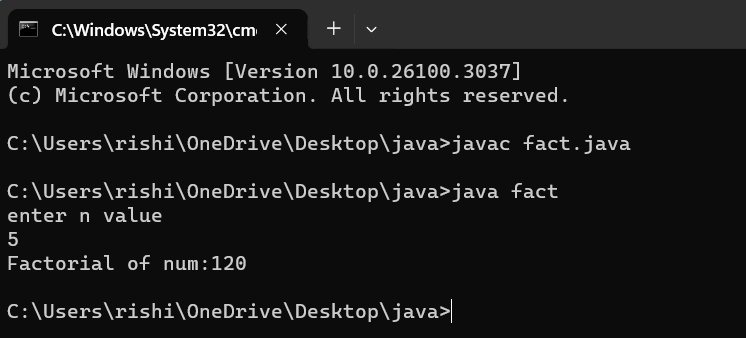 C:\Windows\System32\cm
Microsoft Windows [Version 10.0.26100.3037]
(c) Microsoft Corporation. All rights reserved.
C:\Users\rishi\OneDrive\Desktop\java>javac fact.java
C:\Users\rishi\OneDrive\Desktop\java>java fact
enter n value
5
Factorial of num:120
C:\Users\rishi\OneDrive\Desktop\java>